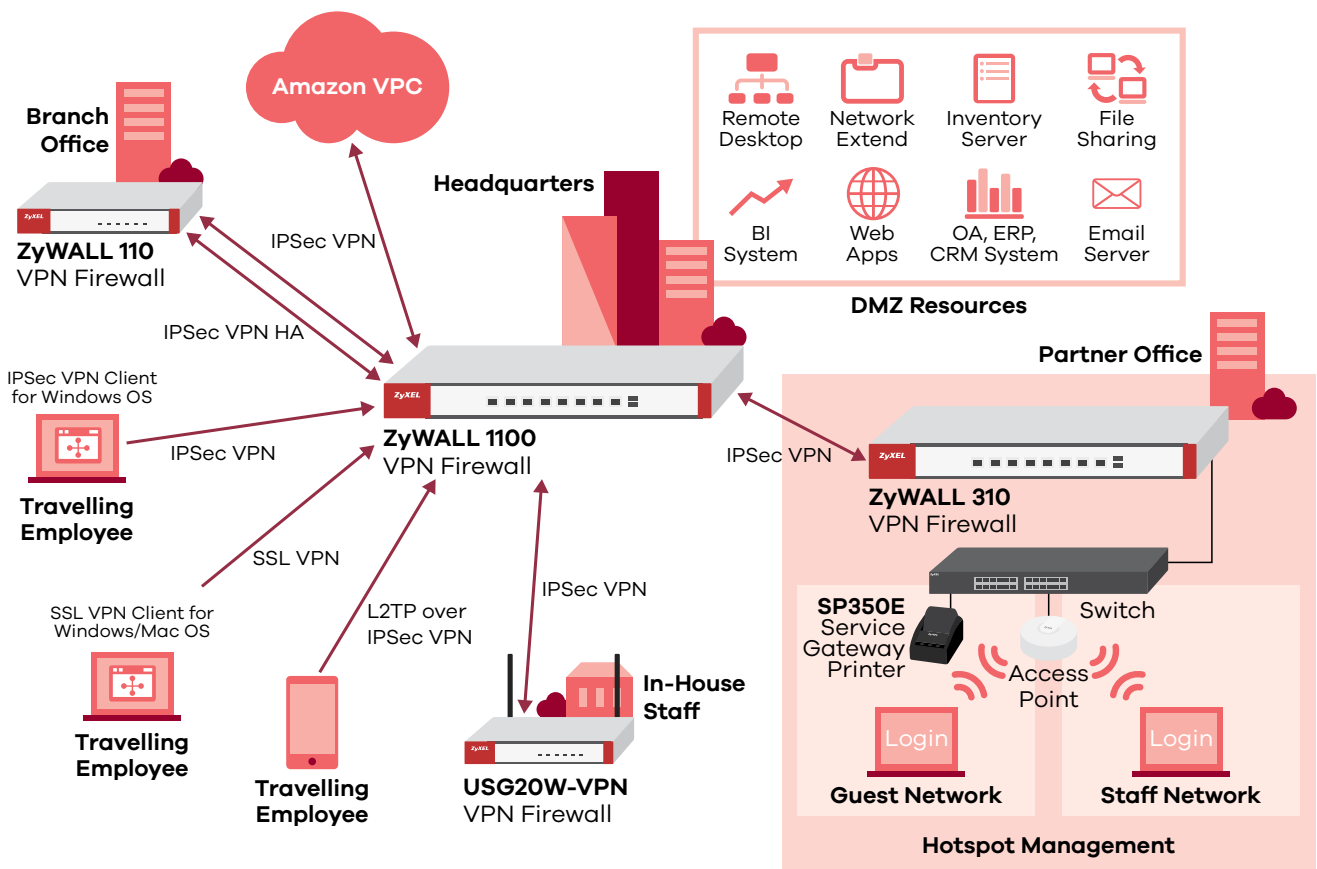 Amazon VPC
Branch
Office
ZyXEL
ZyWALL 110
VPN Firewall
IPSec VPN
IPSec VPN HA
Headquarters
Remote
Desktop
Network
Extend
Inventory
Server
File
Sharing
BI
System
Web
Apps
OA, ERP,
CRM System
Email
Server
DMZ Resources
IPSec VPN Client
for Windows OS
Travelling
Employee
IPSec VPN
ZyXEL
ZyWALL 1100
VPN Firewall
IPSec VPN
Partner Office
ZyXEL
ZyWALL 310
VPN Firewall
SSL VPN
SSL VPN Client for
Windows/Mac OS
Travelling
Employee
L2TP over
IPSec VPN
Travelling
Employee
IPSec VPN
In-House
Staff
ZyXEL
USG20W-VPN
VPN Firewall
SP350E
Service
Gateway
Printer
Switch
Access
Point
Login
Guest Network
Login
Staff Network
Hotspot Management